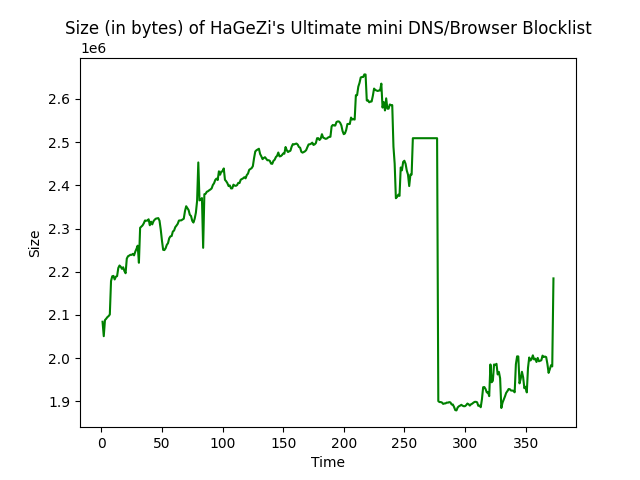 Size (in bytes) of HaGeZi's Ultimate mini DNS/Browser Blocklist
1e6
2.6
2.5
2.4
2.3
2.2
2.1
2.0
1.9
Size
0 50 100 150 200 250 300 350
Time